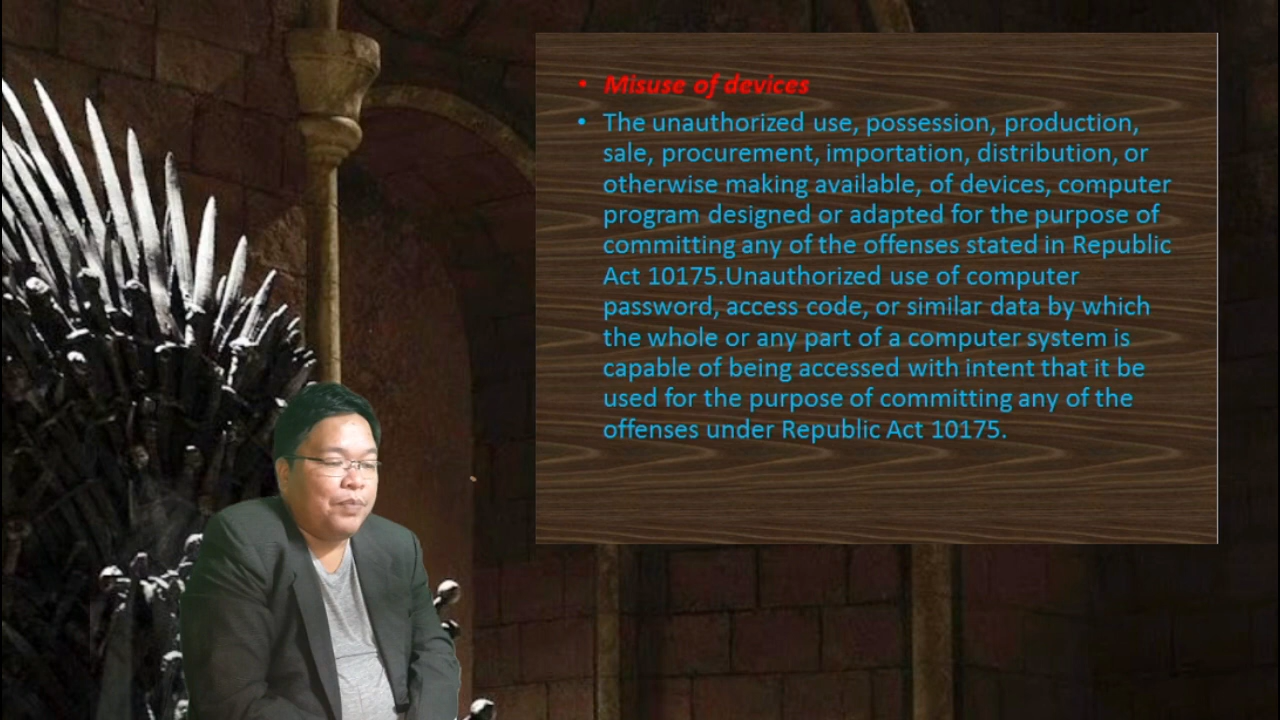 • Misuse of devices
• The unauthorized use, possession, production,
sale, procurement, importation, distribution, or
otherwise making available, of devices, computer
program designed or adapted for the purpose of
committing any of the offenses stated in Republic
Act 10175.Unauthorized use of computer
password, access code, or similar data by which
the whole or any part of a computer system is
capable of being accessed with intent that it be
used for the purpose of committing any of the
offenses under Republic Act 10175.